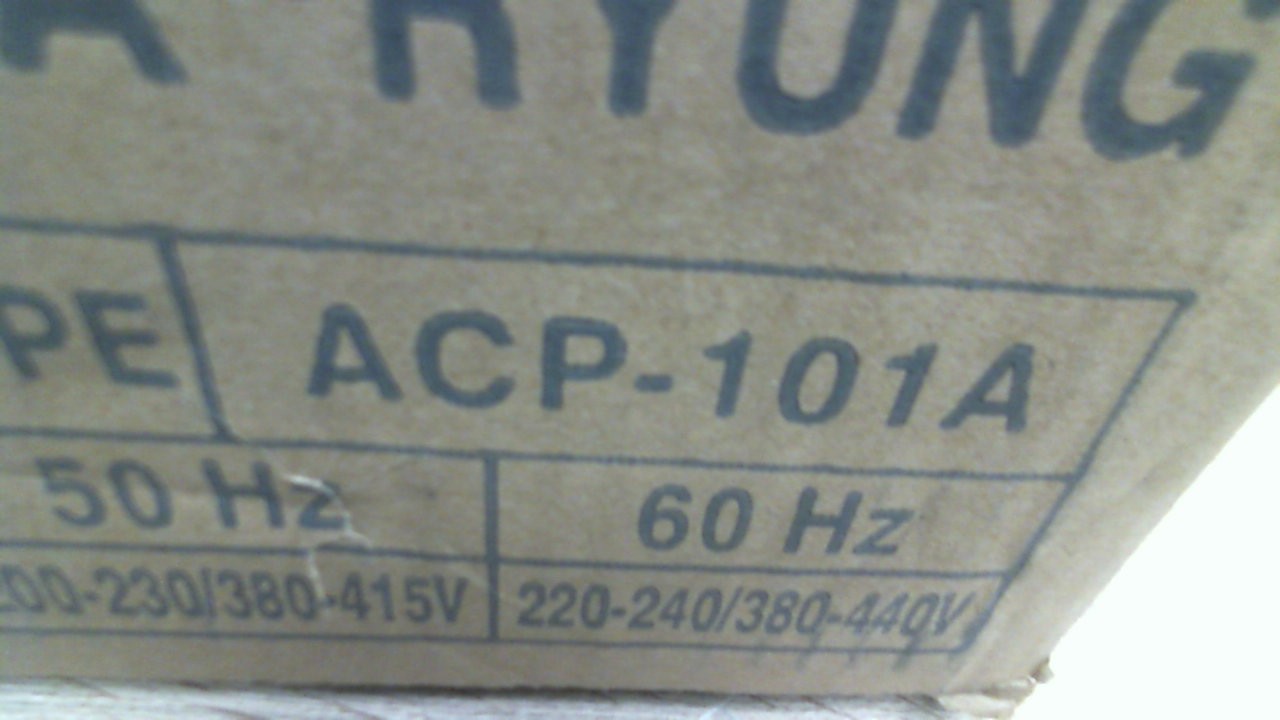 A RYUNG
PE ACP-101A
50 Hz 60 Hz
200-230/380-415V 220-240/380-440V